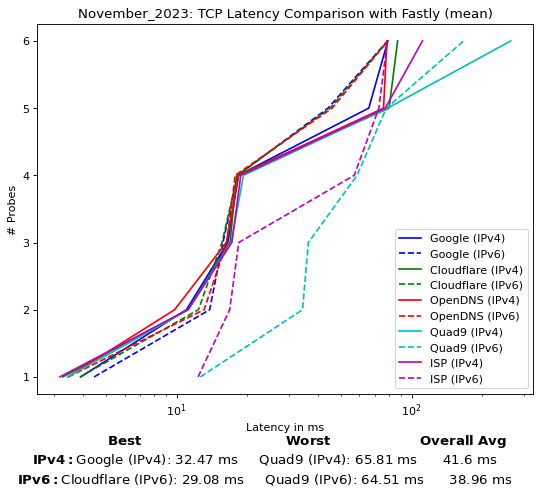 November_2023: TCP Latency Comparison with Fastly (mean)
# Probes
6
5
4
3
2
1
Google (IPv4)
Google (IPv6)
Cloudflare (IPv4)
Cloudflare (IPv6)
OpenDNS (IPv4)
OpenDNS (IPv6)
Quad9 (IPv4)
Quad9 (IPv6)
ISP (IPv4)
ISP (IPv6)
10¹ 10²
Latency in ms
Best Worst Overall Avg
IPv4: Google (IPv4): 32.47 ms Quad9 (IPv4): 65.81 ms 41.6 ms
IPv6: Cloudflare (IPv6): 29.08 ms Quad9 (IPv6): 64.51 ms 38.96 ms